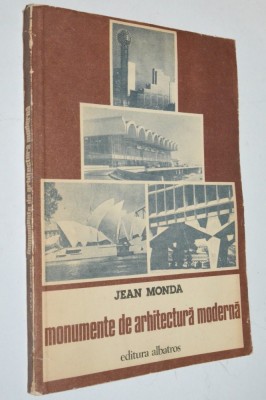 JEAN MONDA
monumente de arhitectură modernă
editura albatros